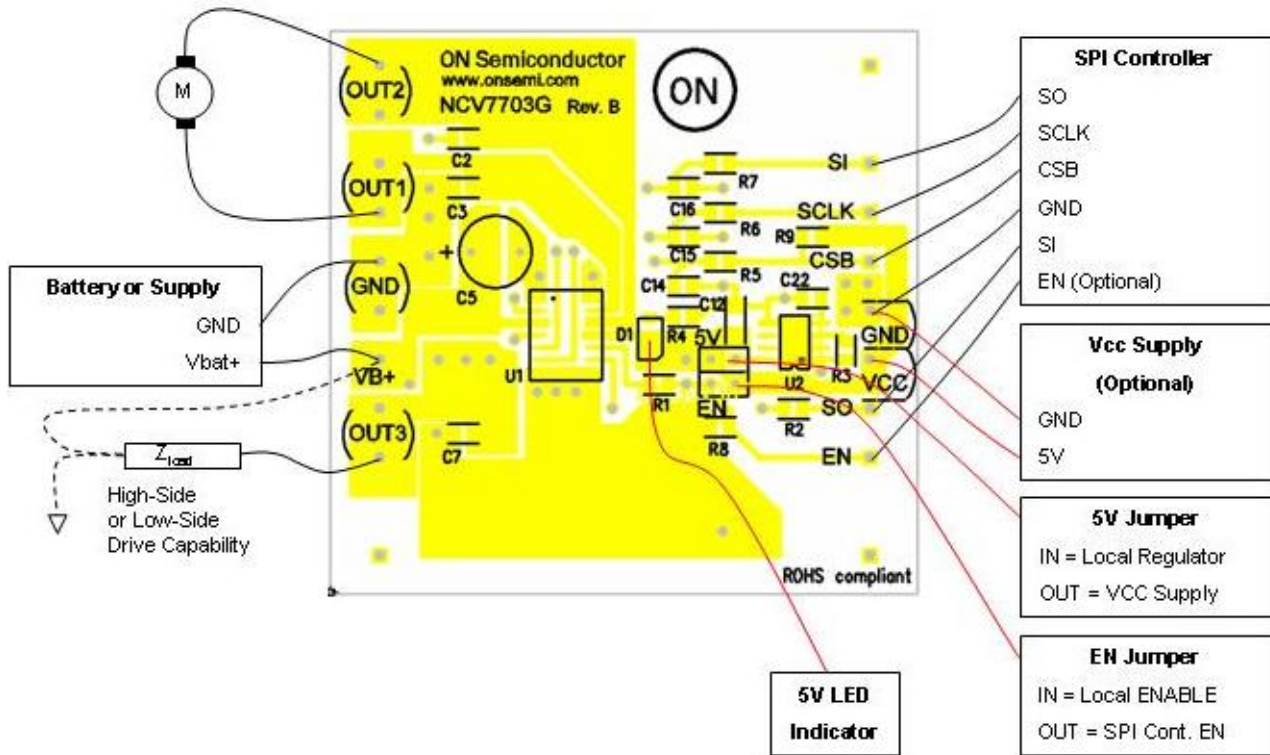 ON Semiconductor
www.onsemi.com
NCV7703G Rev. B
ON
M
(OUT2)
C2
(OUT1)
C3
+
C5
(GND)
VB+
(OUT3)
C7
U1
R7
SI
C16
SCLK
R6
R9
C15
CSB
R5
C14
C22
C12
R4
D1
5V
GND)
U2
R3
(VCC)
R1
EN
R2
SO
R8
EN
ROHS compliant
Battery or Supply
GND
Vbat+
Zload
High-Side
or Low-Side
Drive Capability
SPI Controller
SO
SCLK
CSB
GND
SI
EN (Optional)
Vcc Supply
(Optional)
GND
5V
5V Jumper
IN = Local Regulator
OUT = VCC Supply
EN Jumper
IN = Local ENABLE
OUT = SPI Cont. EN
5V LED
Indicator